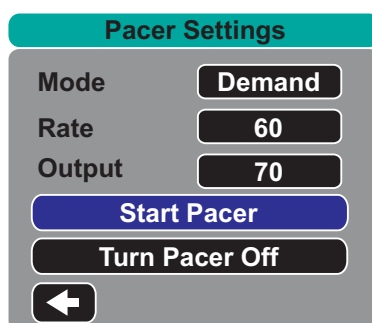 Pacer Settings
Mode Demand
Rate 60
Output 70
Start Pacer
Turn Pacer Off